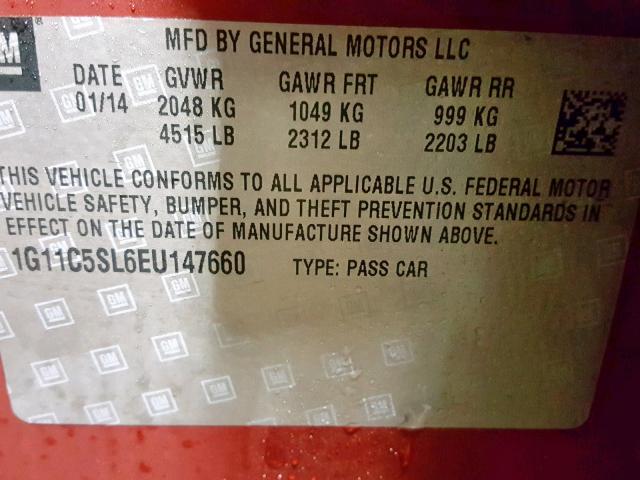 GM
MFD BY GENERAL MOTORS LLC
DATE GVWR GAWR FRT GAWR RR
01/14 2048 KG 1049 KG 999 KG
4515 LB 2312 LB 2203 LB
THIS VEHICLE CONFORMS TO ALL APPLICABLE U.S. FEDERAL MOTOR
VEHICLE SAFETY, BUMPER, AND THEFT PREVENTION STANDARDS IN
EFFECT ON THE DATE OF MANUFACTURE SHOWN ABOVE.
1G11C5SL6EU147660 TYPE: PASS CAR